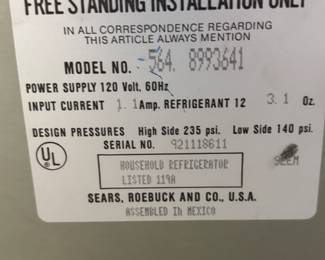 FREE STANDING INSTALLATION ONLY
IN ALL CORRESPONDENCE REGARDING
THIS ARTICLE ALWAYS MENTION
MODEL NO. 564. 8993641
POWER SUPPLY 120 Volt, 60Hz
INPUT CURRENT 1.1 Amp. REFRIGERANT 12 3.1 Oz.
DESIGN PRESSURES High Side 235 psi. Low Side 140 psi.
SERIAL NO. 921118611
UL
HOUSEHOLD REFRIGERATOR
LISTED 119A
SEARS, ROEBUCK AND CO., U.S.A.
ASSEMBLED In MEXICO